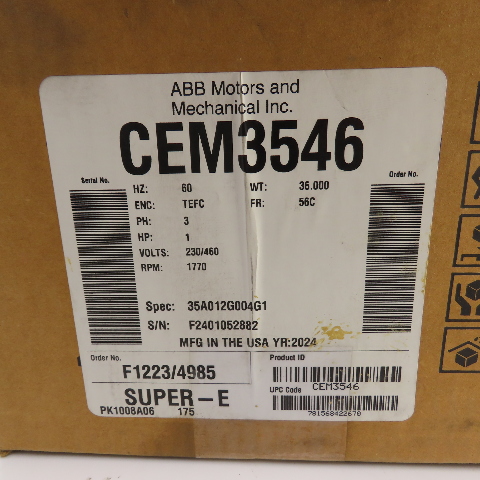 ABB Motors and
Mechanical Inc.
CEM3546
Serial No.
Order No.
HZ: 60 WT: 36.000
ENC: TEFC FR: 56C
PH: 3
HP: 1
VOLTS: 230/460
RPM: 1770
Spec: 35A012G004G1
S/N: F2401052882
MFG IN THE USA YR:2024
Order No. Product ID
F1223/4985
CEM3546
UPC Code
SUPER-E
781568422670
PK1008A06 175